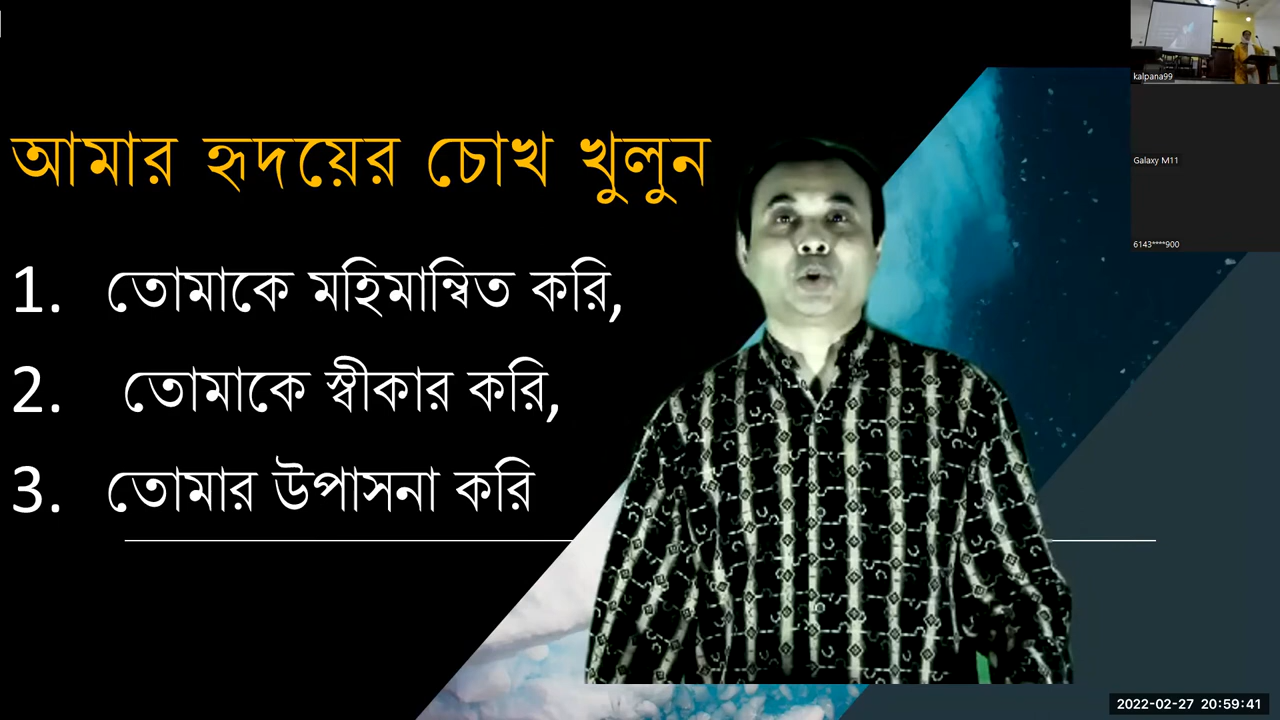 আমার হৃদয়ের চোখ খুলুন
1. তোমাকে মহিমান্বিত করি,
2. তোমাকে স্বীকার করি,
3. তোমার উপাসনা করি
kalpana99
Galaxy M11
6143****900
2022-02-27 20:59:41